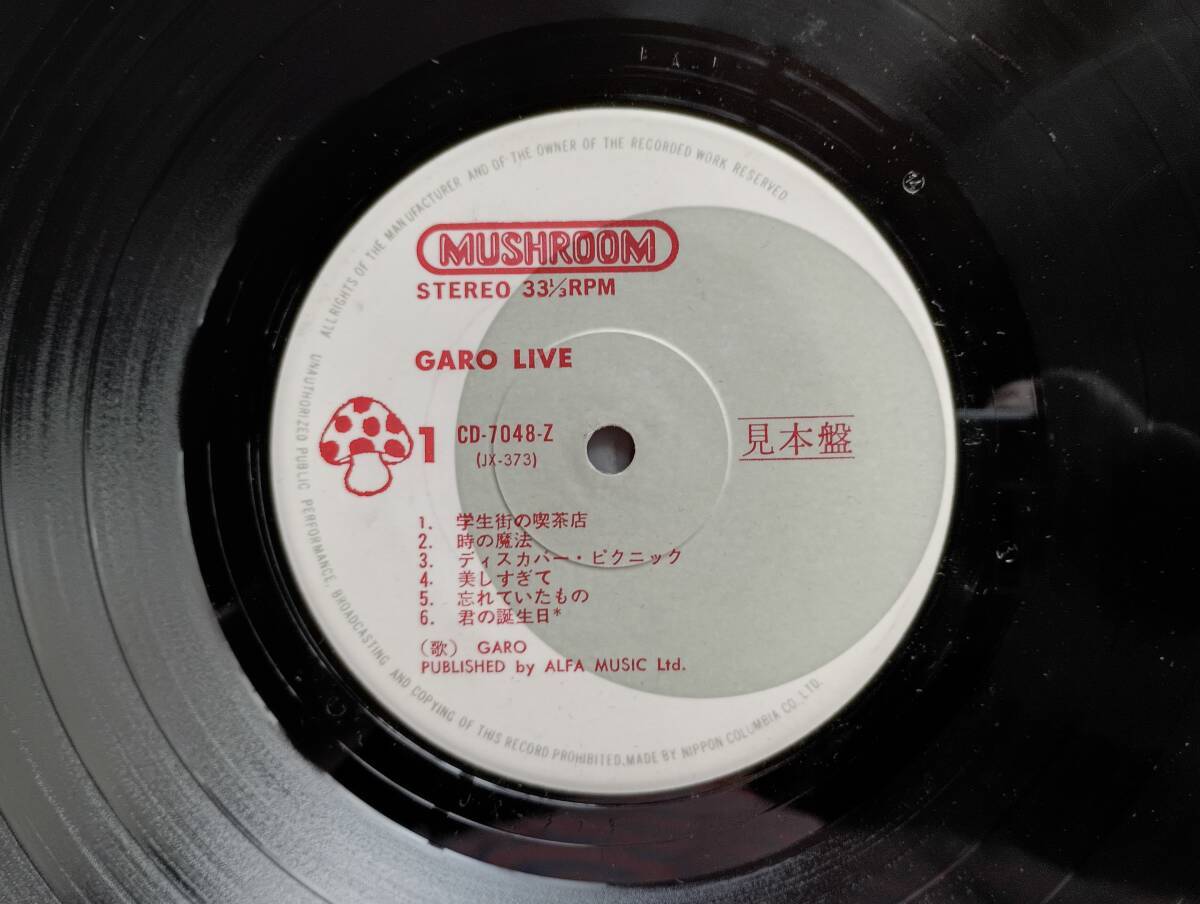 ALL RIGHTS OF THE MANUFACTURER AND OF THE OWNER OF THE RECORDED WORK RESERVED
MUSHROOM
STEREO 33⅓RPM
GARO LIVE
1
CD-7048-Z
(JX-373)
見本盤
1. 学生街の喫茶店
2. 時の魔法
3. ディスカバー・ピクニック
4. 美しすぎて
5. 忘れていたもの
6. 君の誕生日*
(歌) GARO
PUBLISHED by ALFA MUSIC Ltd.
UNAUTHORIZED PUBLIC PERFORMANCE, BROADCASTING AND COPYING OF THIS RECORD PROHIBITED, MADE BY NIPPON COLUMBIA CO., LTD.